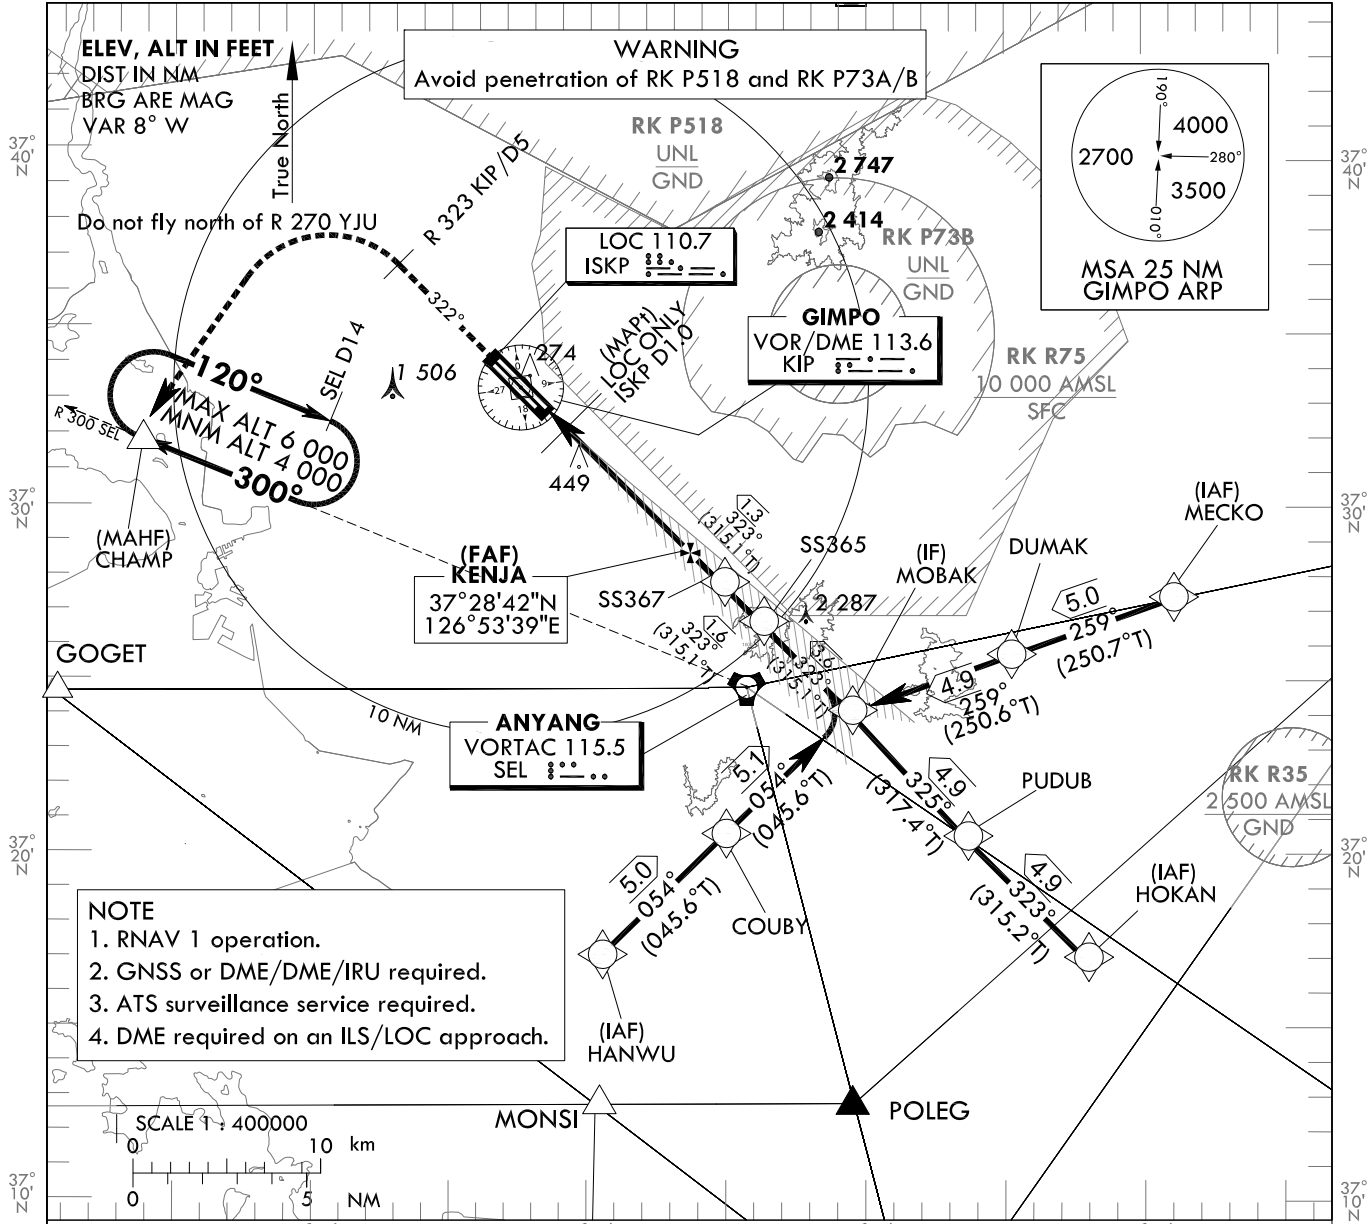 ELEV, ALT IN FEET
DIST IN NM
BRG ARE MAG
VAR 8° W
True North
WARNING
Avoid penetration of RK P518 and RK P73A/B
190°
4000
2700
280°
3500
010°
MSA 25 NM
GIMPO ARP
37°
40'
N
37°
40'
N
RK P518
UNL
GND
2 747
2 414
RK P73B
UNL
GND
Do not fly north of R 270 YJU
R 323 KIP/D5
LOC 110.7
ISKP
322°
(MAPt)
LOC ONLY
ISKP D1.0
GIMPO
VOR/DME 113.6
KIP
RK R75
10 000 AMSL
SFC
274
9
18
27
1 506
120°
SEL D14
MAX ALT 6 000
MNM ALT 4 000
300°
R 300 SEL
449
(MAHF)
CHAMP
37°
30'
N
37°
30'
N
(FAF)
KENJA
37°28'42"N
126°53'39"E
1.3
323°
(315.1°T)
SS365
SS367
(IF)
MOBAK
DUMAK
(IAF)
MECKO
2 287
1.6
323°
(315.1°T)
3.6
323°
(315.1°T)
5.0
259°
(250.7°T)
4.9
259°
(250.6°T)
GOGET
10 NM
ANYANG
VORTAC 115.5
SEL
5.1
054°
(045.6°T)
4.9
325°
(317.4°T)
PUDUB
RK R35
2 500 AMSL
GND
37°
20'
N
37°
20'
N
5.0
054°
(045.6°T)
COUBY
4.9
323°
(315.2°T)
(IAF)
HOKAN
NOTE
1. RNAV 1 operation.
2. GNSS or DME/DME/IRU required.
3. ATS surveillance service required.
4. DME required on an ILS/LOC approach.
(IAF)
HANWU
MONSI
POLEG
SCALE 1 : 400000
0 10 km
0 5 NM
37°
10'
N
37°
10'
N